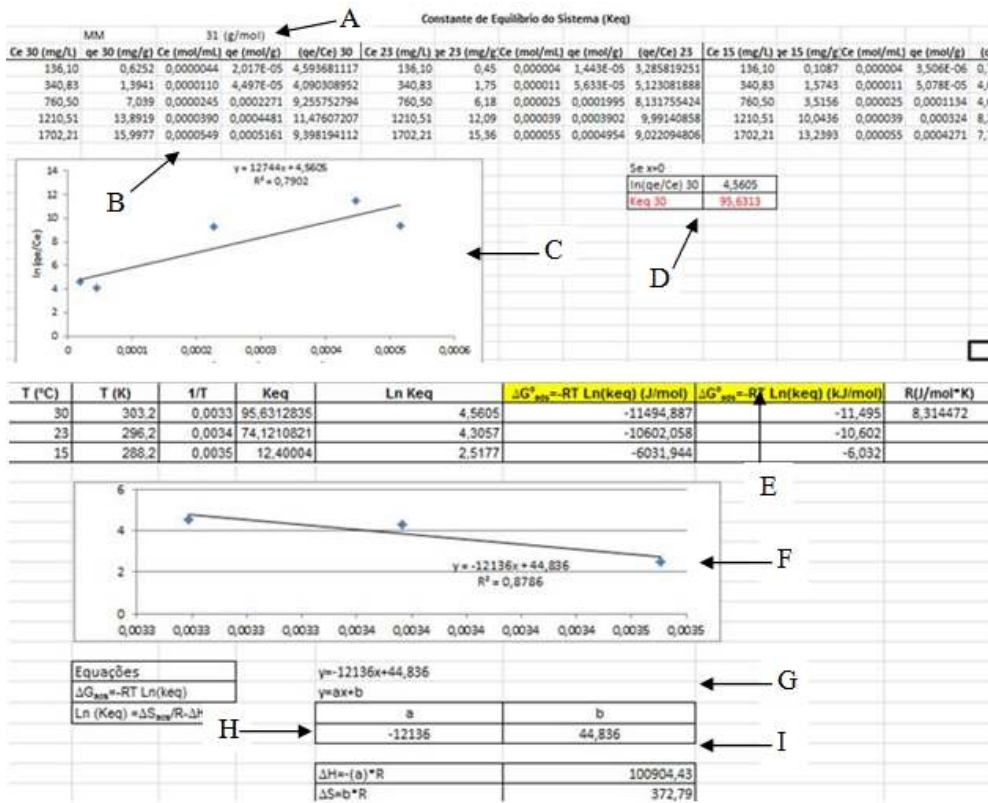 A
Constante de Equilíbrio do Sistema (Keq)
MM 31 (g/mol)
Ce 30 (mg/L) qe 30 (mg/g) Ce (mol/mL) qe (mol/g) (qe/Ce) 30 Ce 23 (mg/L) qe 23 (mg/g Ce (mol/mL) qe (mol/g) (qe/Ce) 23 Ce 15 (mg/L) qe 15 (mg/g Ce (mol/mL) qe (mol/g)
136,10 0,6252 0,0000044 2,017E-05 4,593681117 136,10 0,45 0,000004 1,443E-05 3,285819251 136,10 0,1087 0,000004 3,506E-06
340,83 1,3941 0,0000110 4,497E-05 4,090308952 340,83 1,75 0,000011 5,633E-05 5,123081888 340,83 1,5743 0,000011 5,078E-05
760,50 7,039 0,0000245 0,0002271 9,255752794 760,50 6,18 0,000025 0,0001995 8,131755424 760,50 3,5156 0,000025 0,0001134
1210,51 13,8919 0,0000390 0,0004481 11,47607207 1210,51 12,09 0,000039 0,0003902 9,99140858 1210,51 10,0436 0,000039 0,000324
1702,21 15,9977 0,0000549 0,0005161 9,398194112 1702,21 15,36 0,000055 0,0004954 9,022094806 1702,21 13,2393 0,000055 0,0004271
B
y = 12744x + 4,5605
R² = 0,7902
ln (qe/Ce)
14
12
10
8
6
4
2
0
0 0,0001 0,0002 0,0003 0,0004 0,0005 0,0006
C
Se x=0
ln(qe/Ce) 30 4,5605
Keq 30 95,6313
D
T (°C) T (K) 1/T Keq Ln Keq ΔG°ads=-RT Ln(keq) (J/mol) ΔG°ads=-RT Ln(keq) (kJ/mol) R(J/mol*K)
30 303,2 0,0033 95,6312835 4,5605 -11494,887 -11,495 8,314472
23 296,2 0,0034 74,1210821 4,3057 -10602,058 -10,602
15 288,2 0,0035 12,40004 2,5177 -6031,944 -6,032
E
6
4
2
0
y = -12136x + 44,836
R² = 0,8786
0,0033 0,0033 0,0033 0,0033 0,0034 0,0034 0,0034 0,0034 0,0034 0,0035 0,0035
F
Equações y=-12136x+44,836
ΔGads=-RT Ln(keq) y=ax+b
G
Ln (Keq) =ΔSads/R-ΔH a b
H
-12136 44,836
I
ΔH=-(a)*R 100904,43
ΔS=b*R 372,79